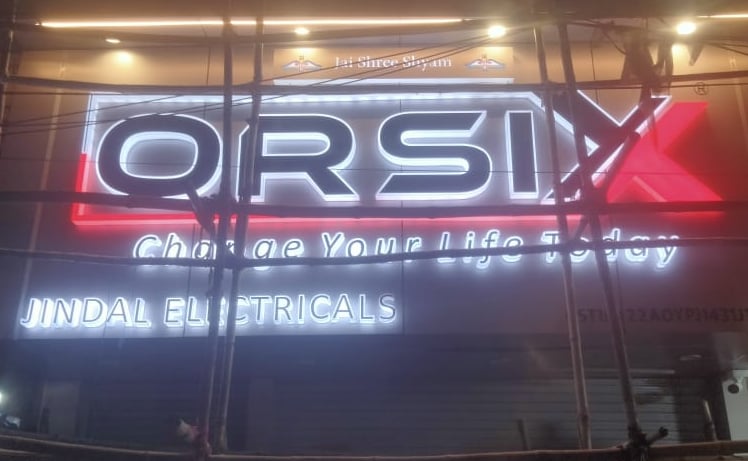 Jai Shree Shyam
ORSIX®
Change Your Life Today
JINDAL ELECTRICALS